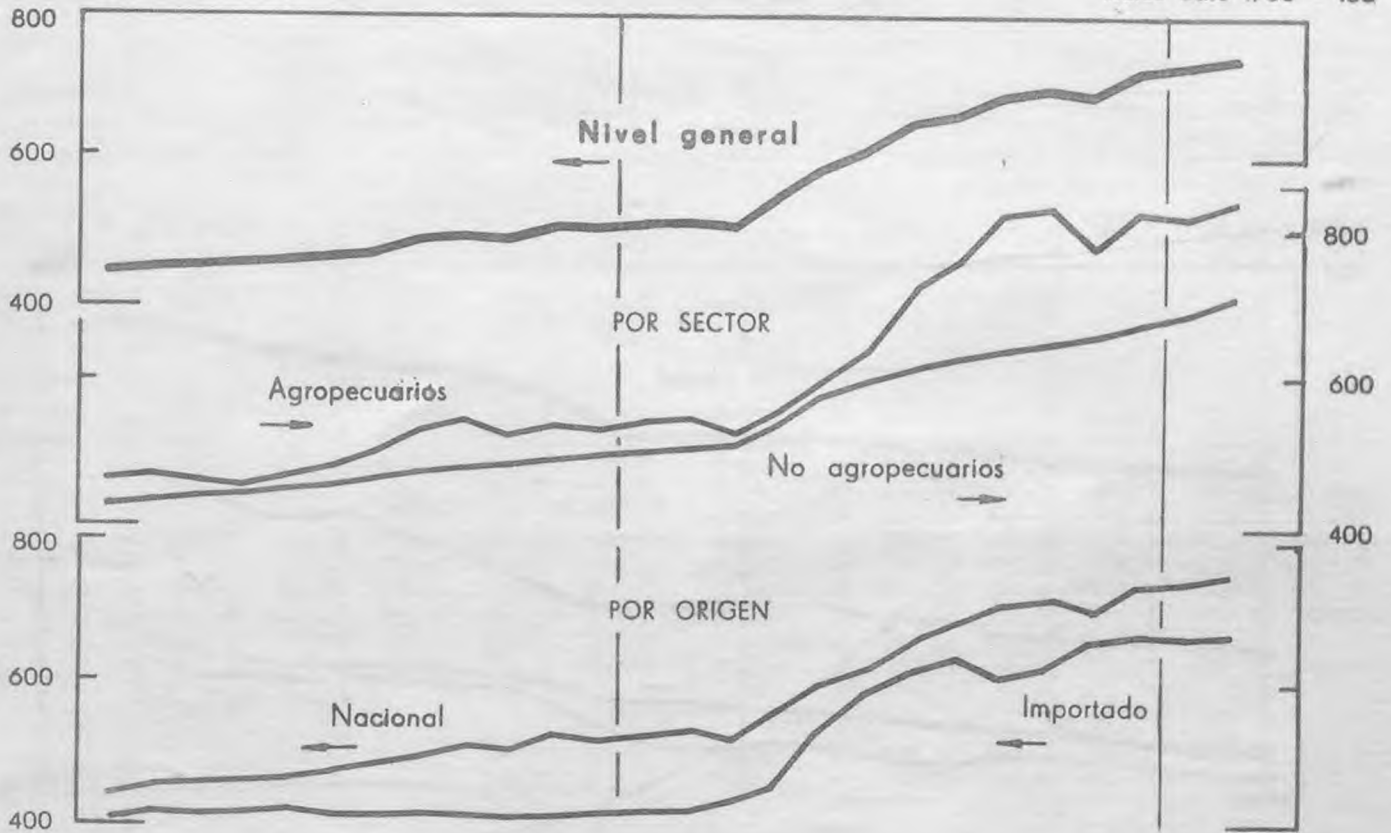 800
Nivel general
600
800
400
POR SECTOR
Agropecuários
600
No agropecuarios
800
400
POR ORIGEN
600
Nacional
Importado
400